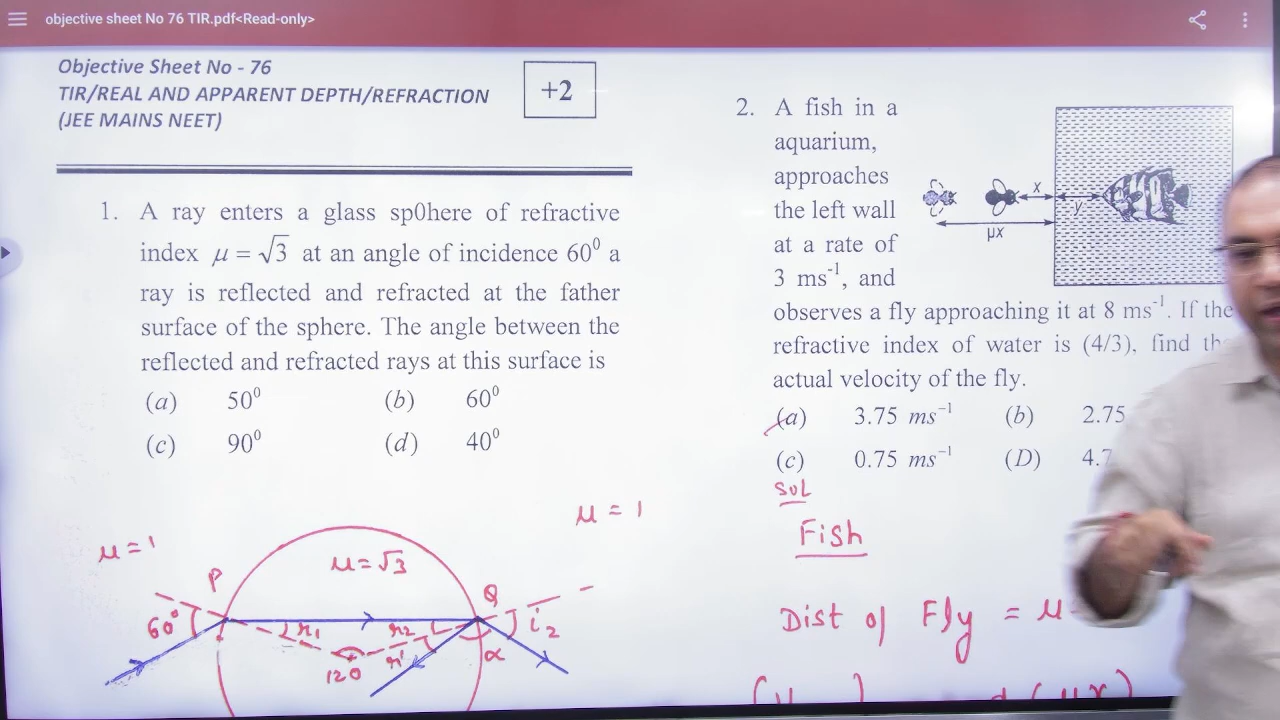 objective sheet No 76 TIR.pdf<Read-only>
Objective Sheet No - 76
TIR/REAL AND APPARENT DEPTH/REFRACTION
(JEE MAINS NEET)
+2
1. A ray enters a glass sp0here of refractive
index μ = √3 at an angle of incidence 60⁰ a
ray is reflected and refracted at the father
surface of the sphere. The angle between the
reflected and refracted rays at this surface is
(a) 50⁰ (b) 60⁰
(c) 90⁰ (d) 40⁰
μ = 1
μ = 1
μ = √3
P
Q
60°
r₁
r₂
i₂
r'
α
120
2. A fish in a
aquarium,
approaches
the left wall
at a rate of
3 ms⁻¹, and
x
y
μx
observes a fly approaching it at 8 ms⁻¹. If the
refractive index of water is (4/3), find
actual velocity of the fly.
(a) 3.75 ms⁻¹ (b) 2.75
(c) 0.75 ms⁻¹ (D) 4.7
Sol
Fish
Dist of Fly = μ
d (μx)